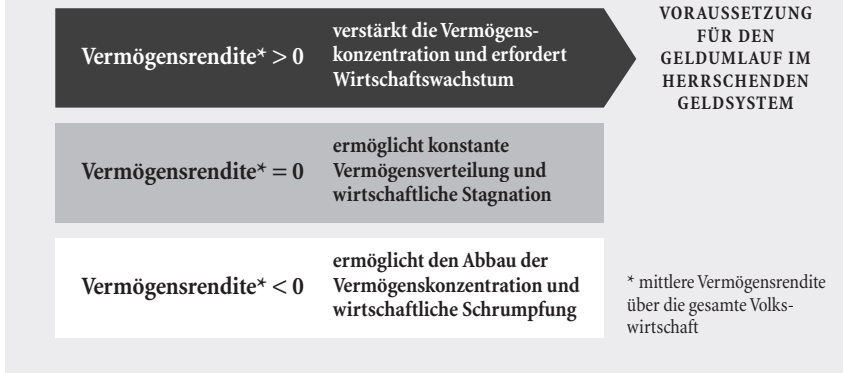 Vermögensrendite* > 0
verstärkt die Vermögens-
konzentration und erfordert
Wirtschaftswachstum
VORAUSSETZUNG
FÜR DEN
GELDUMLAUF IM
HERRSCHENDEN
GELDSYSTEM
Vermögensrendite* = 0
ermöglicht konstante
Vermögensverteilung und
wirtschaftliche Stagnation
Vermögensrendite* < 0
ermöglicht den Abbau der
Vermögenskonzentration und
wirtschaftliche Schrumpfung
* mittlere Vermögensrendite
über die gesamte Volks-
wirtschaft